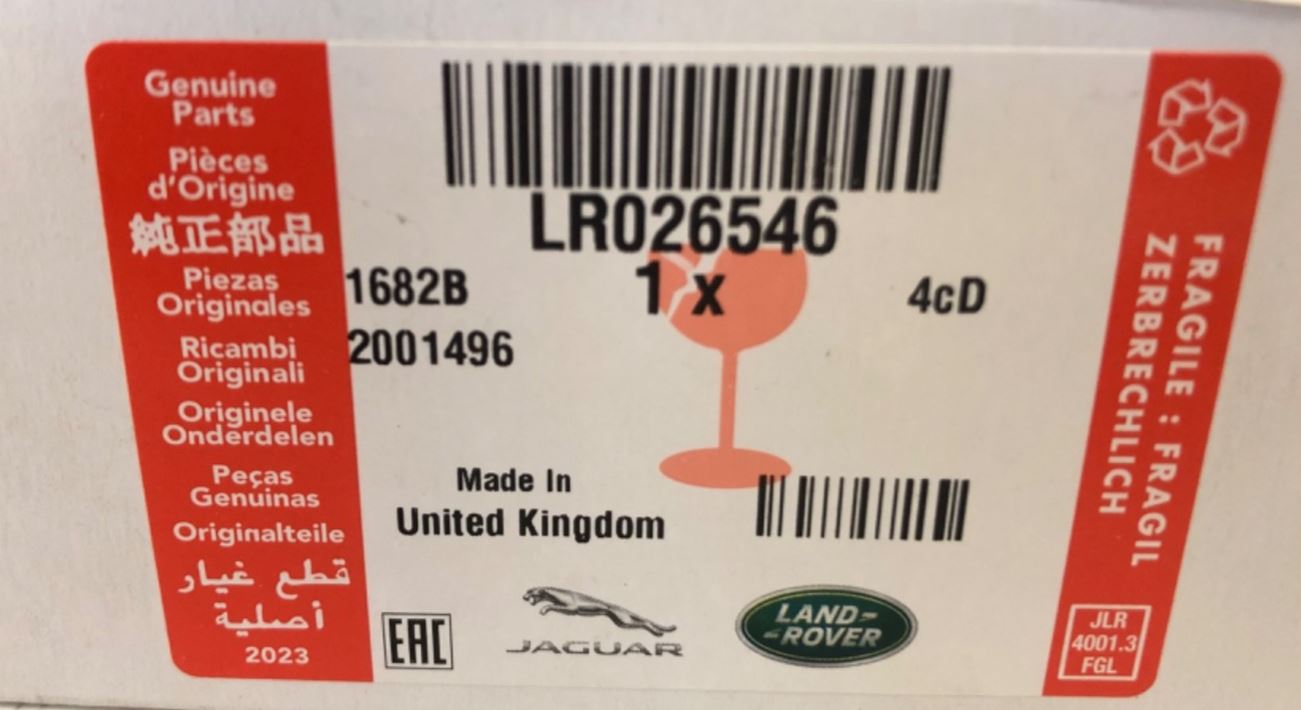 Genuine
Parts
Pièces
d'Origine
純正部品
Piezas
Originales
Ricambi
Originali
Originele
Onderdelen
Peças
Genuinas
Originalteile
قطع غيار
أصلية
2023
LR026546
1682B
1 x
4cD
2001496
Made In
United Kingdom
EAC
JAGUAR
LAND-
-ROVER
FRAGILE : FRAGIL
ZERBRECHLICH
JLR
4001.3
FGL